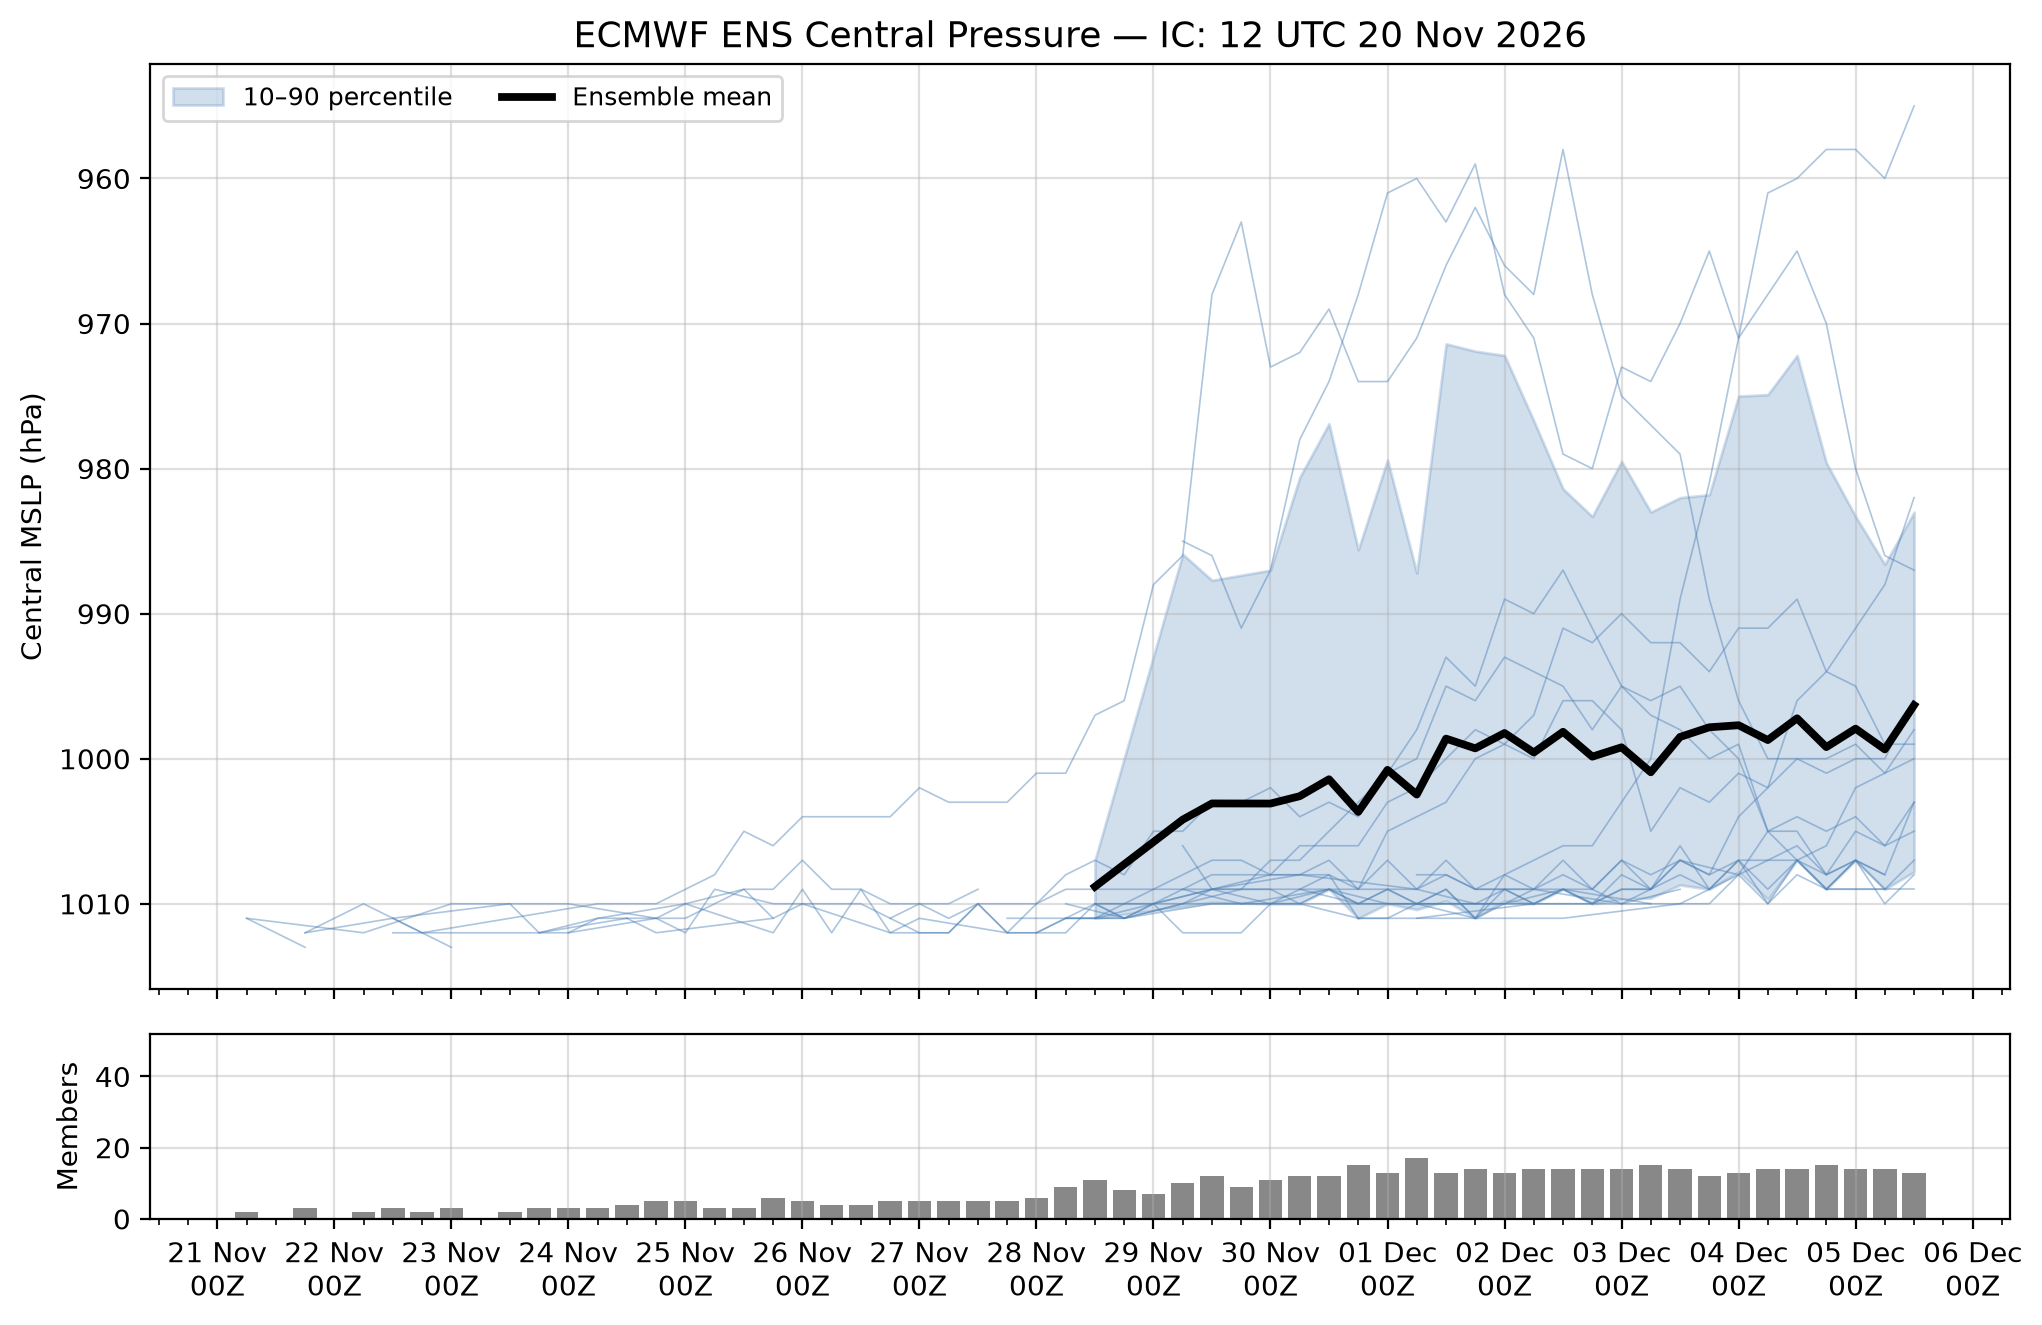 ECMWF ENS Central Pressure — IC: 12 UTC 20 Nov 2026
10–90 percentile
Ensemble mean
Central MSLP (hPa)
960
970
980
990
1000
1010
Members
40
20
0
21 Nov 22 Nov 23 Nov 24 Nov 25 Nov 26 Nov 27 Nov 28 Nov 29 Nov 30 Nov 01 Dec 02 Dec 03 Dec 04 Dec 05 Dec 06 Dec
00Z 00Z 00Z 00Z 00Z 00Z 00Z 00Z 00Z 00Z 00Z 00Z 00Z 00Z 00Z 00Z